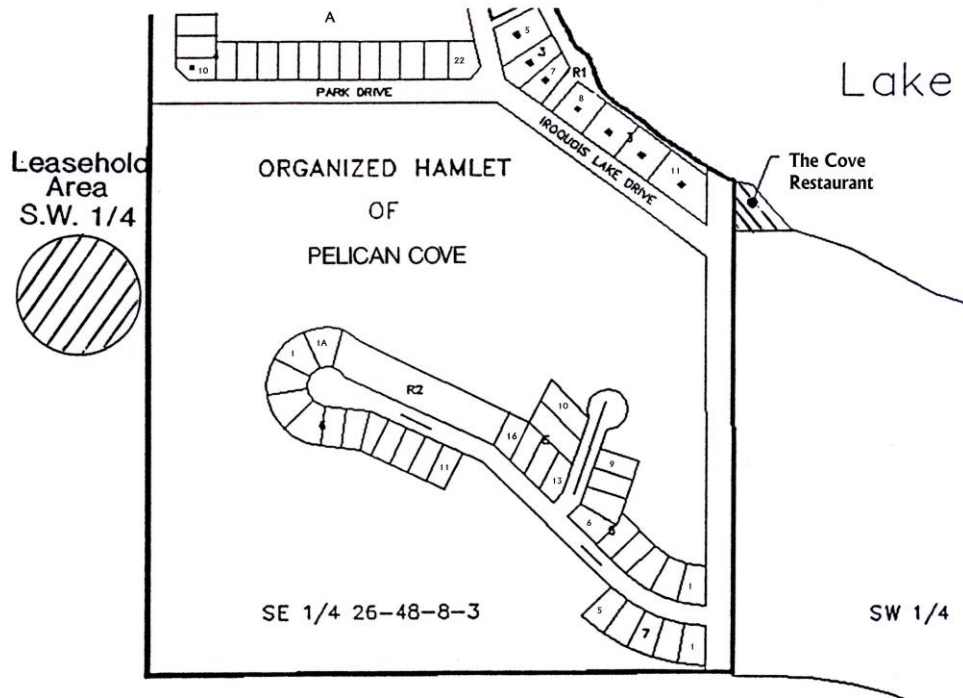 A
5
3
10
22
7
R1
PARK DRIVE
8
IROQUOIS LAKE DRIVE
11
Lake
The Cove
Restaurant
Leasehold
Area
S.W. 1/4
ORGANIZED HAMLET
OF
PELICAN COVE
1
1A
R2
11
16
10
13
9
6
1
5
7
1
SE 1/4 26-48-8-3
SW 1/4